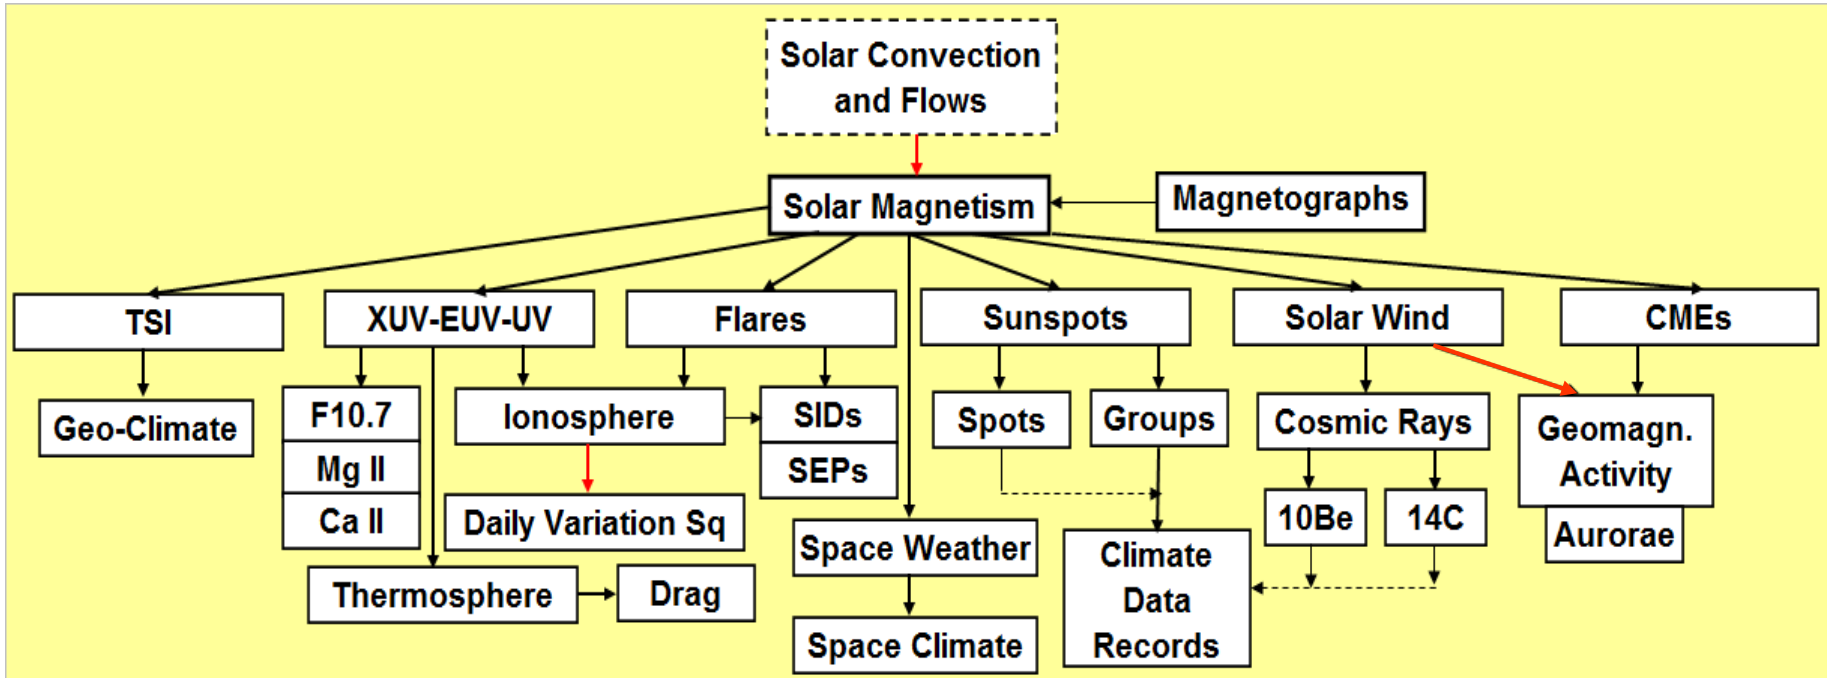 Solar Convection
and Flows
Solar Magnetism
Magnetographs
TSI
XUV-EUV-UV
Flares
Sunspots
Solar Wind
CMEs
Geo-Climate
F10.7
Mg II
Ca II
Ionosphere
SIDs
SEPs
Spots
Groups
Cosmic Rays
Geomagn.
Activity
Aurorae
Daily Variation Sq
10Be
14C
Space Weather
Climate
Data
Records
Thermosphere
Drag
Space Climate